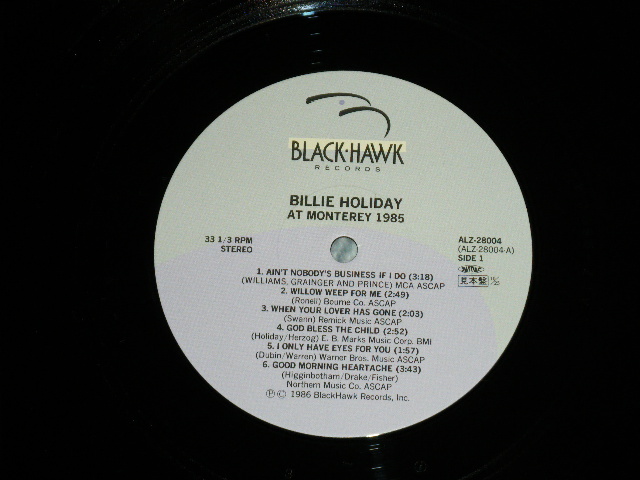 BLACK·HAWK
RECORDS
BILLIE HOLIDAY
AT MONTEREY 1985
33 1/3 RPM
STEREO
ALZ-28004
(ALZ-28004-A)
SIDE 1
見本盤
1. AIN'T NOBODY'S BUSINESS IF I DO (3:18)
(WILLIAMS, GRAINGER AND PRINCE) MCA ASCAP
2. WILLOW WEEP FOR ME (2:49)
(Ronell) Bourne Co. ASCAP
3. WHEN YOUR LOVER HAS GONE (2:03)
(Swann) Remick Music ASCAP
4. GOD BLESS THE CHILD (2:52)
(Holiday/Herzog) E. B. Marks Music Corp. BMI
5. I ONLY HAVE EYES FOR YOU (1:57)
(Dubin/Warren) Warner Bros. Music ASCAP
6. GOOD MORNING HEARTACHE (3:43)
(Higginbotham/Drake/Fisher)
Northern Music Co. ASCAP
℗© 1986 BlackHawk Records, Inc.